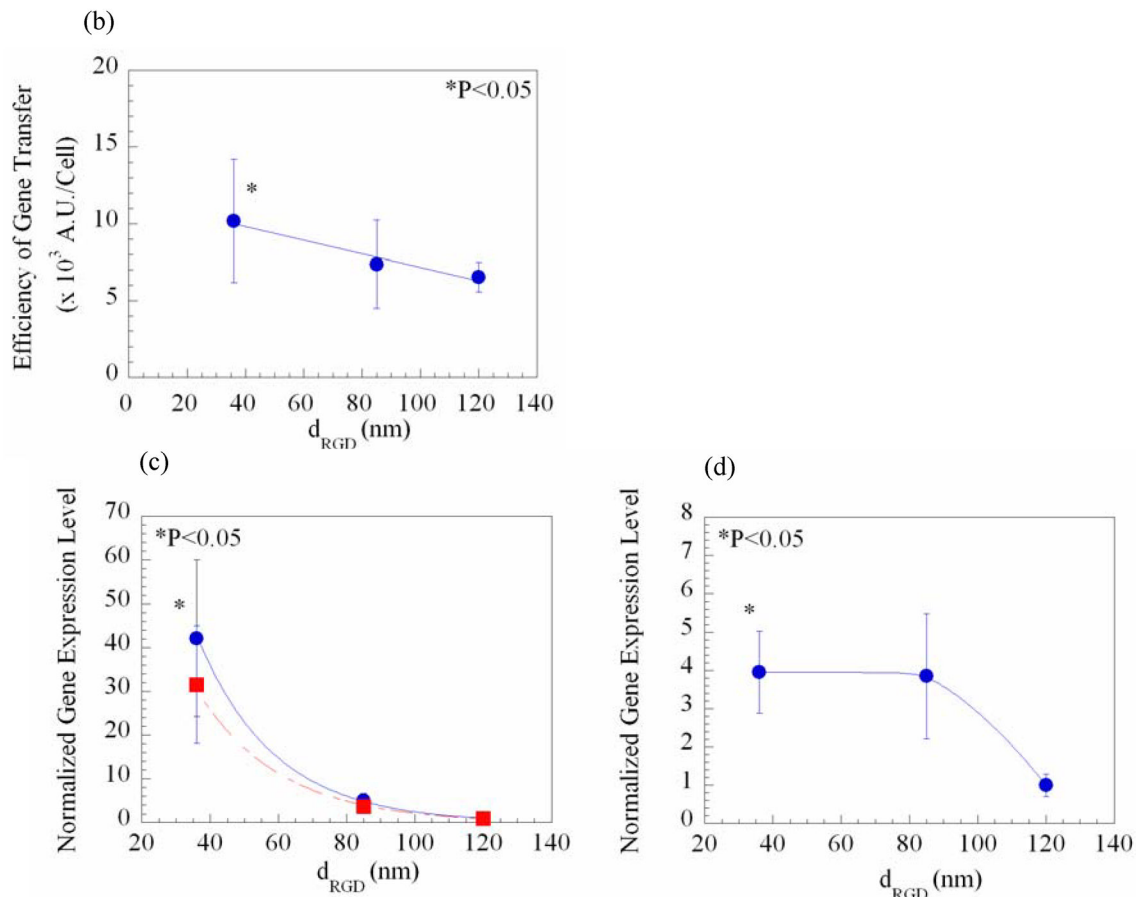 (b)
Efficiency of Gene Transfer
(x 10³ A.U./Cell)
20
15
10
5
0
*P<0.05
*
0 20 40 60 80 100 120 140
d_RGD (nm)
(c)
Normalized Gene Expression Level
70
60
50
40
30
20
10
0
*P<0.05
*
20 40 60 80 100 120 140
d_RGD (nm)
(d)
Normalized Gene Expression Level
8
7
6
5
4
3
2
1
0
*P<0.05
*
20 40 60 80 100 120 140
d_RGD (nm)